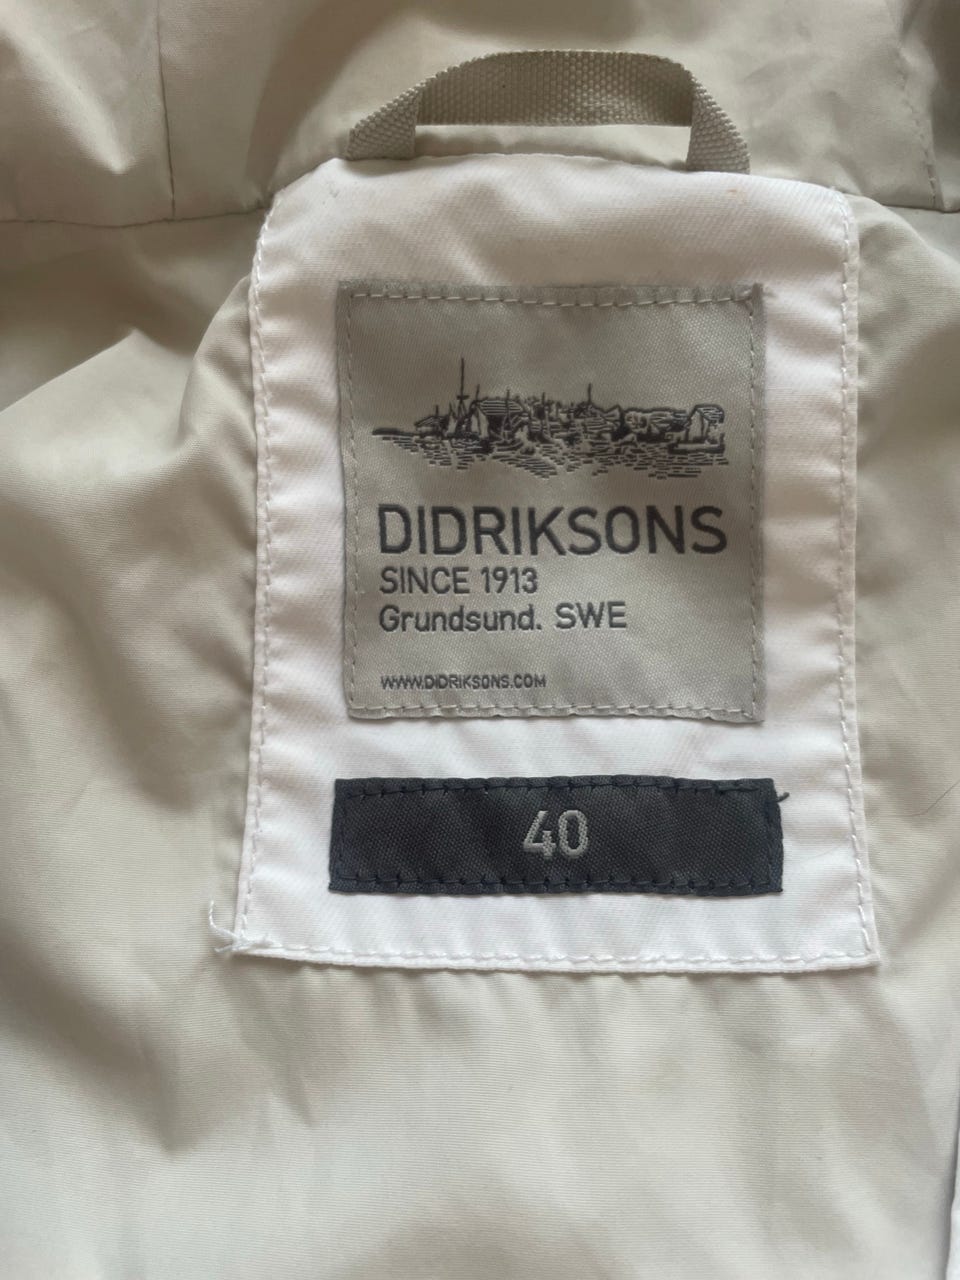 DIDRIKSONS
SINCE 1913
Grundsund. SWE
WWW.DIDRIKSONS.COM
40